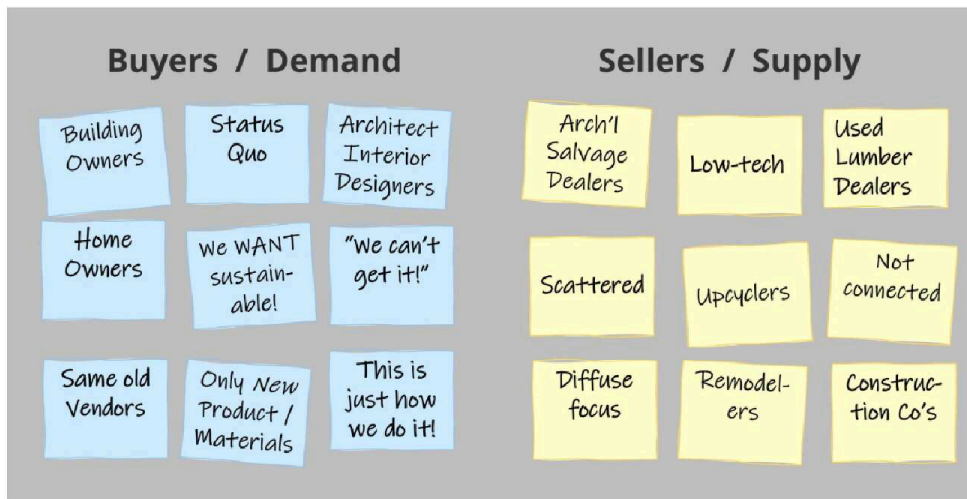 Buyers / Demand
Building
Owners
Status
Quo
Architect
Interior
Designers
Home
Owners
We WANT
sustain-
able!
"We can't
get it!"
Same old
Vendors
Only New
Product /
Materials
This is
just how
we do it!
Sellers / Supply
Arch'l
Salvage
Dealers
Low-tech
Used
Lumber
Dealers
Scattered
Upcyclers
Not
connected
Diffuse
focus
Remodel-
ers
Construc-
tion Co's